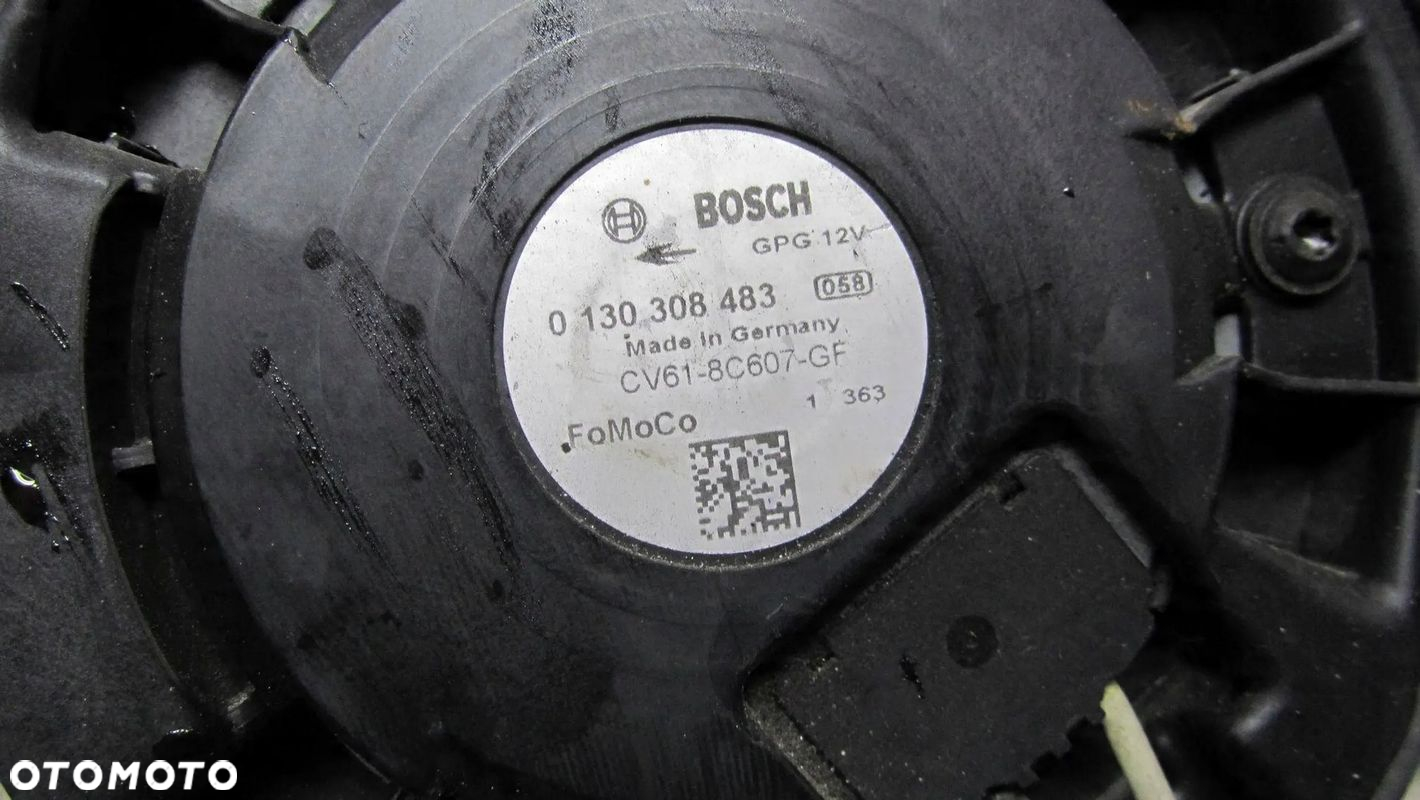 BOSCH
GPG 12V
0 130 308 483 058
Made in Germany
CV61-8C607-GF
1 363
FoMoCo
OTOMOTO